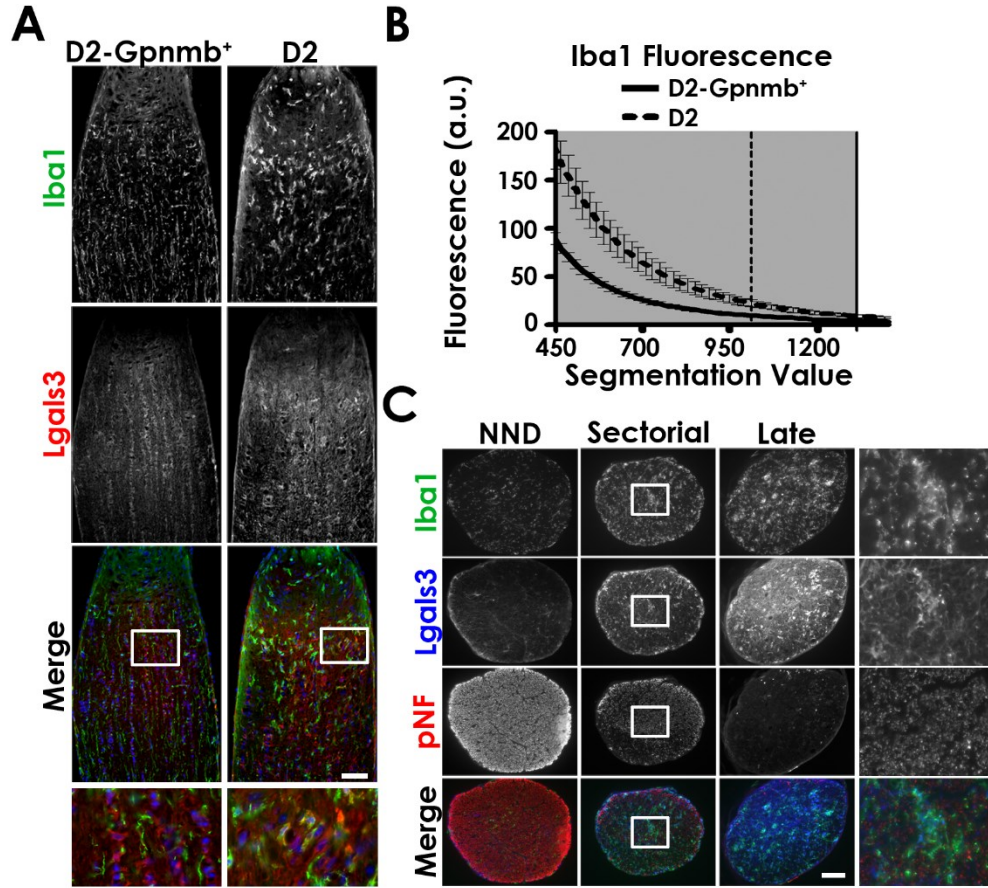 A
D2-Gpnmb⁺ D2
Iba1
Lgals3
Merge
B
Iba1 Fluorescence
D2-Gpnmb⁺
D2
Fluorescence (a.u.)
200
150
100
50
0
450 700 950 1200
Segmentation Value
C
NND Sectorial Late
Iba1
Lgals3
pNF
Merge